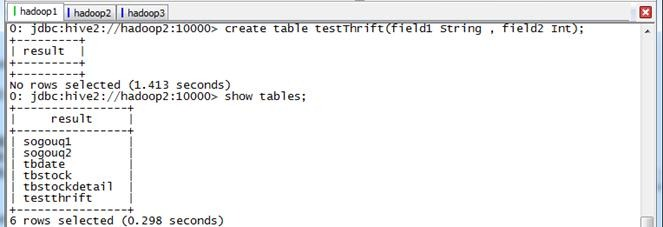 hadoop1 hadoop2 hadoop3
0: jdbc:hive2://hadoop2:10000> create table testThrift(field1 String , field2 Int);
+---------+
| result  |
+---------+
+---------+
No rows selected (1.413 seconds)
0: jdbc:hive2://hadoop2:10000> show tables;
+----------------+
|     result     |
+----------------+
| sogouq1        |
| sogouq2        |
| tbdate         |
| tbstock        |
| tbstockdetail  |
| testthrift     |
+----------------+
6 rows selected (0.298 seconds)